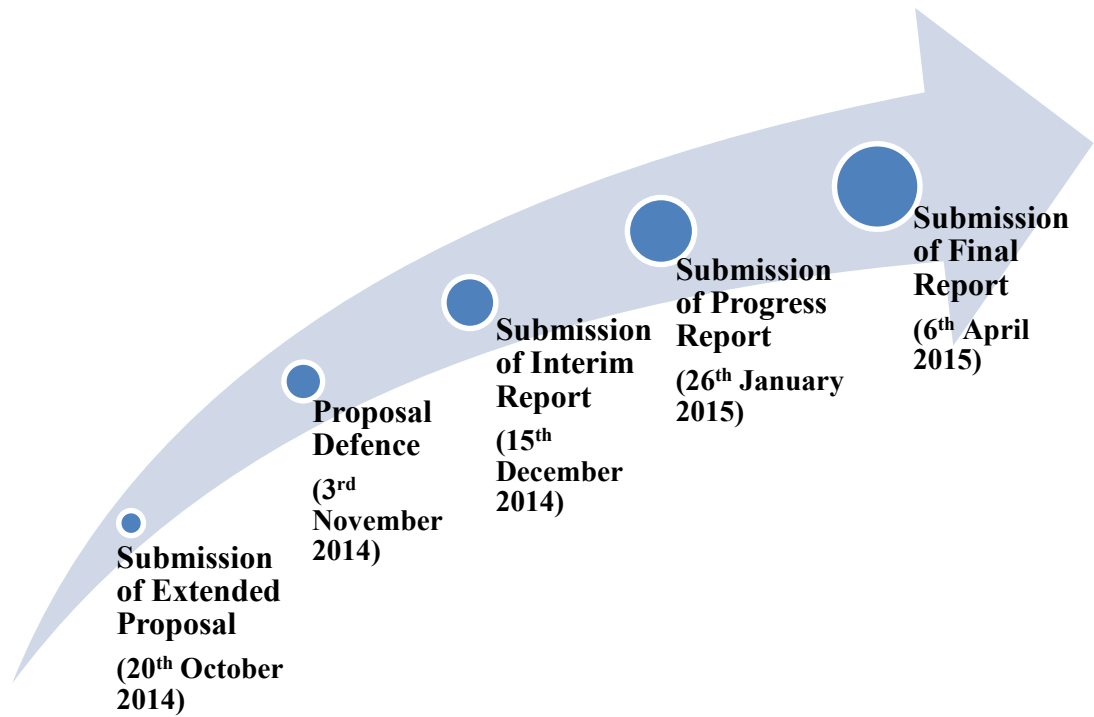 Submission
of Extended
Proposal
(20th October
2014)
Proposal
Defence
(3rd
November
2014)
Submission
of Interim
Report
(15th
December
2014)
Submission
of Progress
Report
(26th January
2015)
Submission
of Final
Report
(6th April
2015)